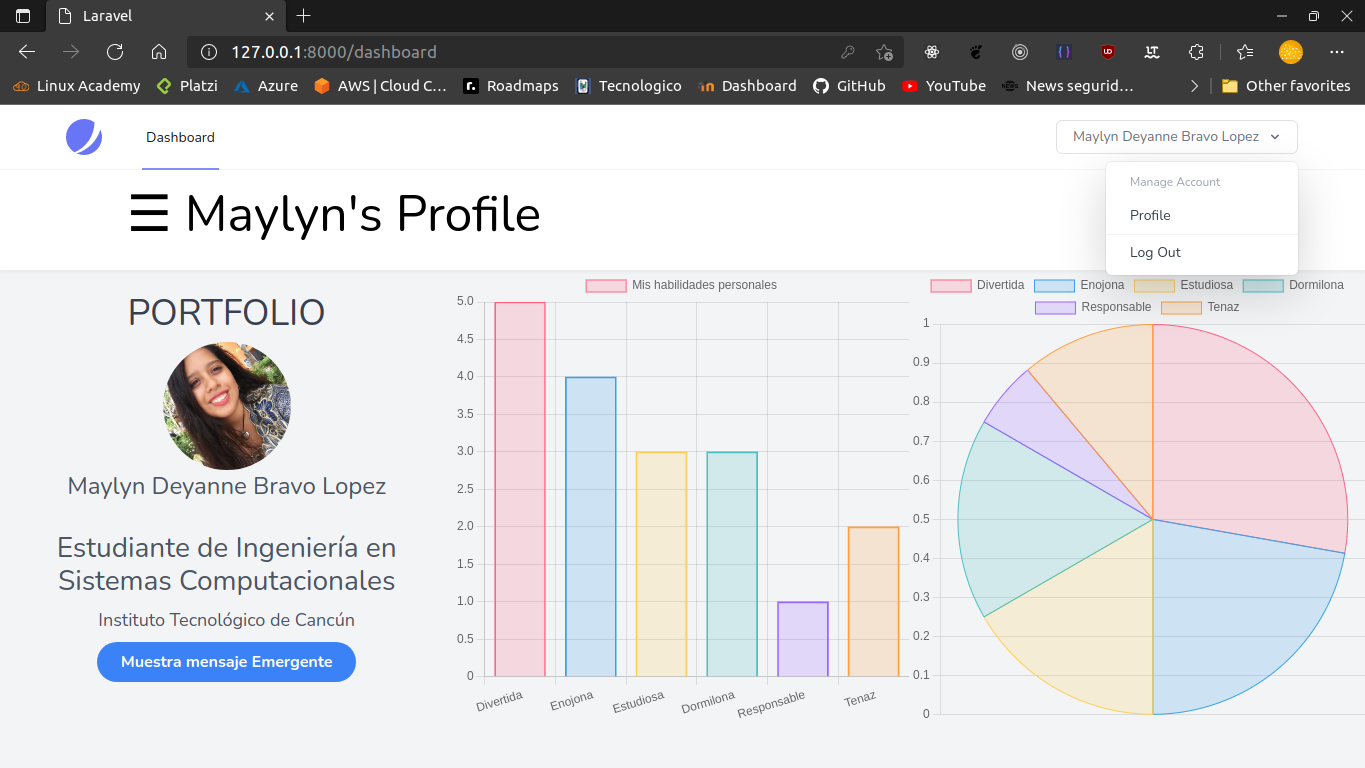 Laravel
127.0.0.1:8000/dashboard
Linux Academy Platzi Azure AWS | Cloud C... Roadmaps Tecnologico Dashboard GitHub YouTube News segurid... Other favorites
Dashboard
Maylyn Deyanne Bravo Lopez
Manage Account
Profile
Log Out
☰ Maylyn's Profile
PORTFOLIO
Maylyn Deyanne Bravo Lopez
Estudiante de Ingeniería en
Sistemas Computacionales
Instituto Tecnológico de Cancún
Muestra mensaje Emergente
Mis habilidades personales
5.0
4.5
4.0
3.5
3.0
2.5
2.0
1.5
1.0
0.5
0
Divertida Enojona Estudiosa Dormilona Responsable Tenaz
Divertida Enojona Estudiosa Dormilona
Responsable Tenaz
1
0.9
0.8
0.7
0.6
0.5
0.4
0.3
0.2
0.1
0